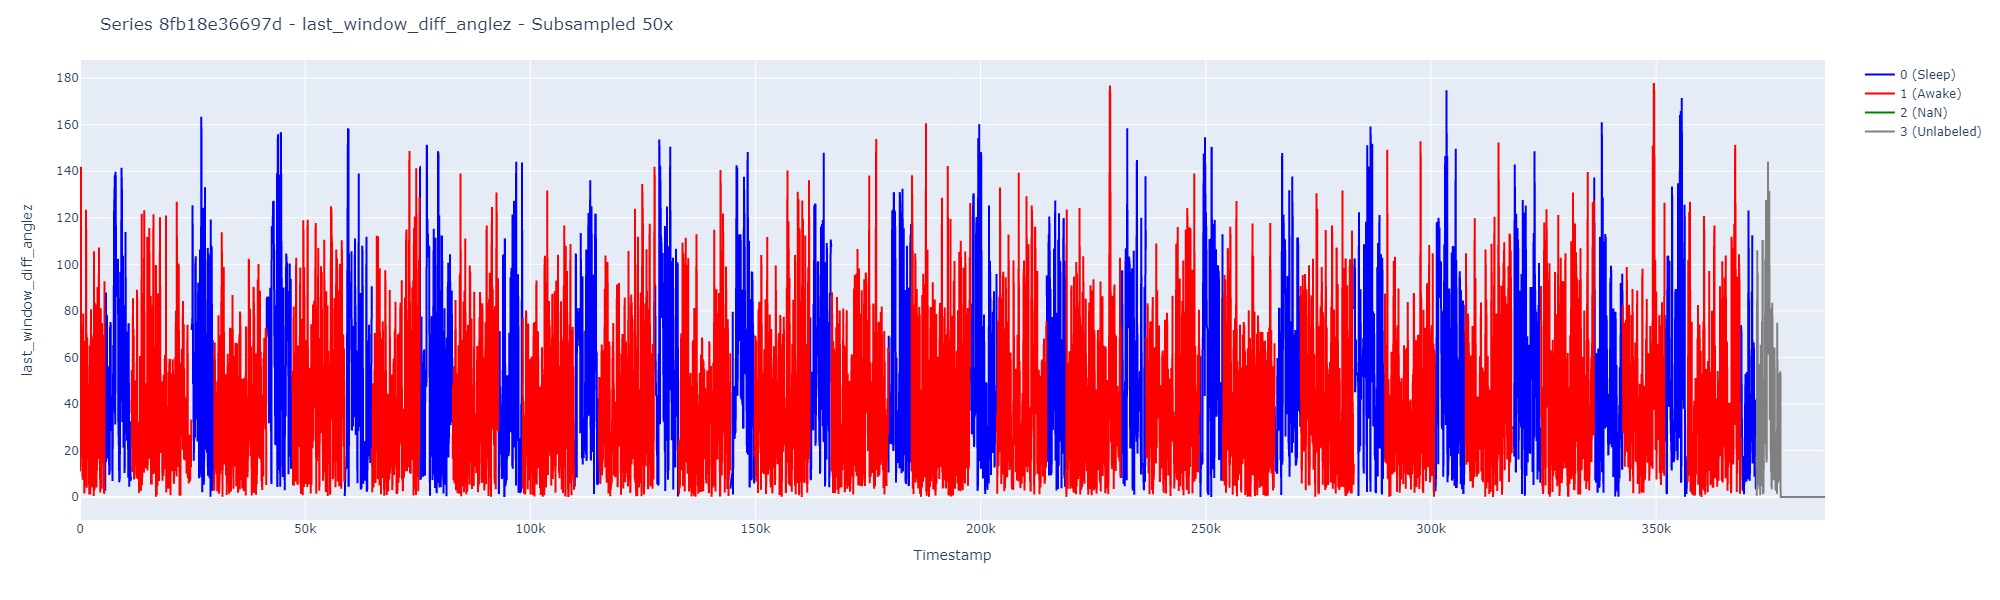 Series 8fb18e36697d - last_window_diff_anglez - Subsampled 50x
180
160
140
120
100
80
60
40
20
0
last_window_diff_anglez
0 50k 100k 150k 200k 250k 300k 350k
Timestamp
0 (Sleep)
1 (Awake)
2 (NaN)
3 (Unlabeled)